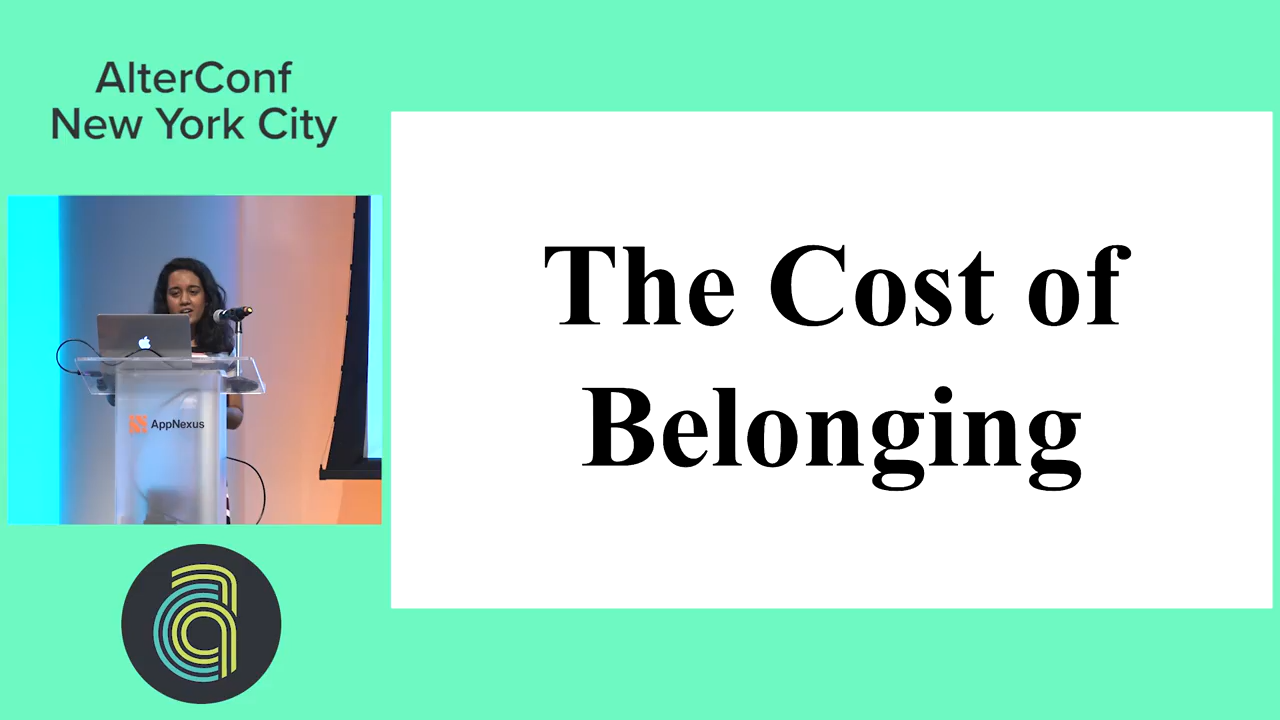 AlterConf
New York City
The Cost of
Belonging
AppNexus